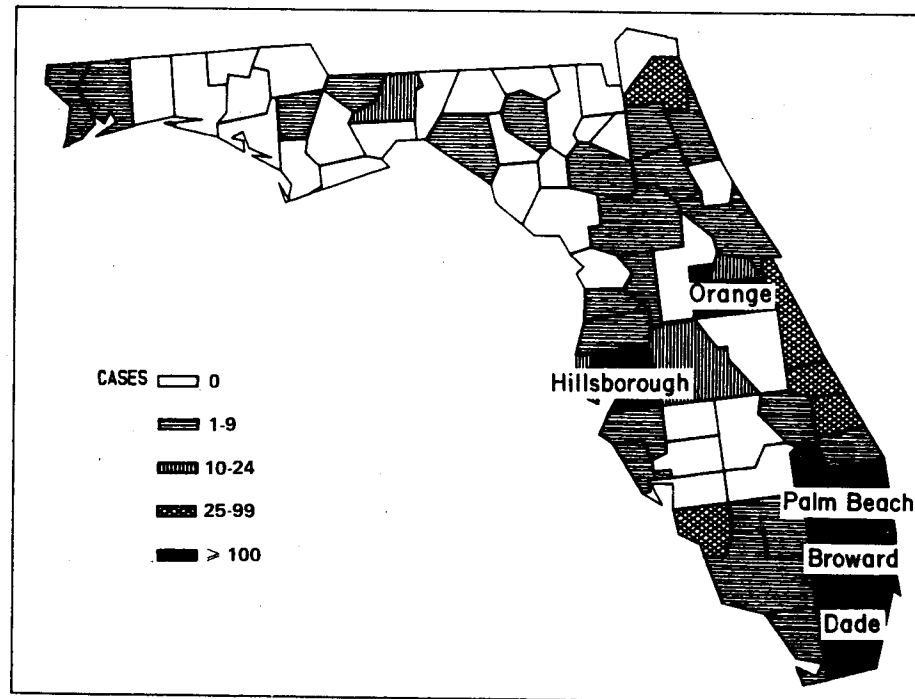 Orange
Hillsborough
CASES 0
1-9
10-24
25-99
⩾ 100
Palm Beach
Broward
Dade